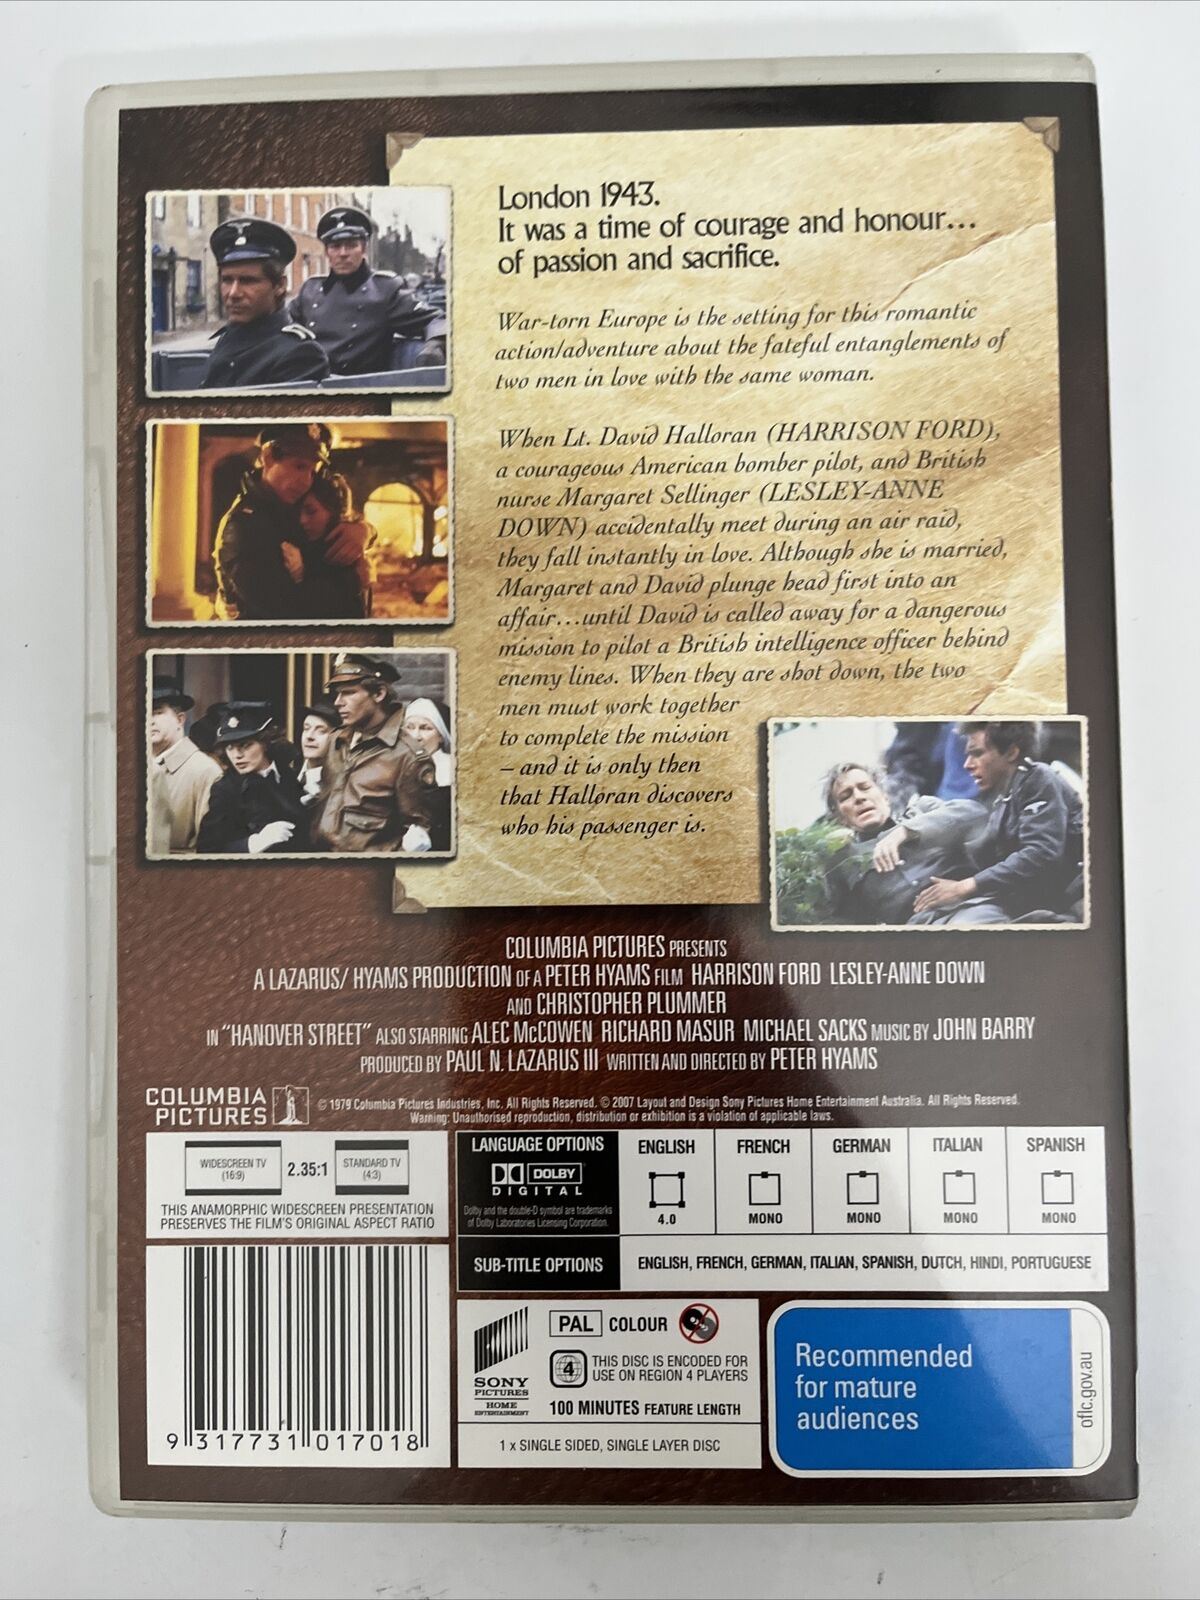 London 1943.
It was a time of courage and honour...
of passion and sacrifice.
War-torn Europe is the setting for this romantic
action/adventure about the fateful entanglements of
two men in love with the same woman.
When Lt. David Halloran (HARRISON FORD),
a courageous American bomber pilot, and British
nurse Margaret Sellinger (LESLEY-ANNE
DOWN) accidentally meet during an air raid,
they fall instantly in love. Although she is married,
Margaret and David plunge head first into an
affair...until David is called away for a dangerous
mission to pilot a British intelligence officer behind
enemy lines. When they are shot down, the two
men must work together
to complete the mission
– and it is only then
that Halloran discovers
who his passenger is.
COLUMBIA PICTURES PRESENTS
A LAZARUS/ HYAMS PRODUCTION OF A PETER HYAMS FILM HARRISON FORD LESLEY-ANNE DOWN
AND CHRISTOPHER PLUMMER
IN "HANOVER STREET" ALSO STARRING ALEC McCOWEN RICHARD MASUR MICHAEL SACKS MUSIC BY JOHN BARRY
PRODUCED BY PAUL N. LAZARUS III WRITTEN AND DIRECTED BY PETER HYAMS
COLUMBIA
PICTURES
© 1979 Columbia Pictures Industries, Inc. All Rights Reserved. © 2007 Layout and Design Sony Pictures Home Entertainment Australia. All Rights Reserved.
Warning: Unauthorised reproduction, distribution or exhibition is a violation of applicable laws.
WIDESCREEN TV
(16:9)
2.35:1
STANDARD TV
(4:3)
THIS ANAMORPHIC WIDESCREEN PRESENTATION
PRESERVES THE FILM'S ORIGINAL ASPECT RATIO
LANGUAGE OPTIONS
DOLBY
DIGITAL
Dolby and the double-D symbol are trademarks
of Dolby Laboratories Licensing Corporation.
ENGLISH
4.0
FRENCH
MONO
GERMAN
MONO
ITALIAN
MONO
SPANISH
MONO
SUB-TITLE OPTIONS
ENGLISH, FRENCH, GERMAN, ITALIAN, SPANISH, DUTCH, HINDI, PORTUGUESE
9 317731 017018
SONY
PICTURES
HOME
ENTERTAINMENT
PAL COLOUR
4
THIS DISC IS ENCODED FOR
USE ON REGION 4 PLAYERS
100 MINUTES FEATURE LENGTH
1 x SINGLE SIDED, SINGLE LAYER DISC
Recommended
for mature
audiences
oflc.gov.au